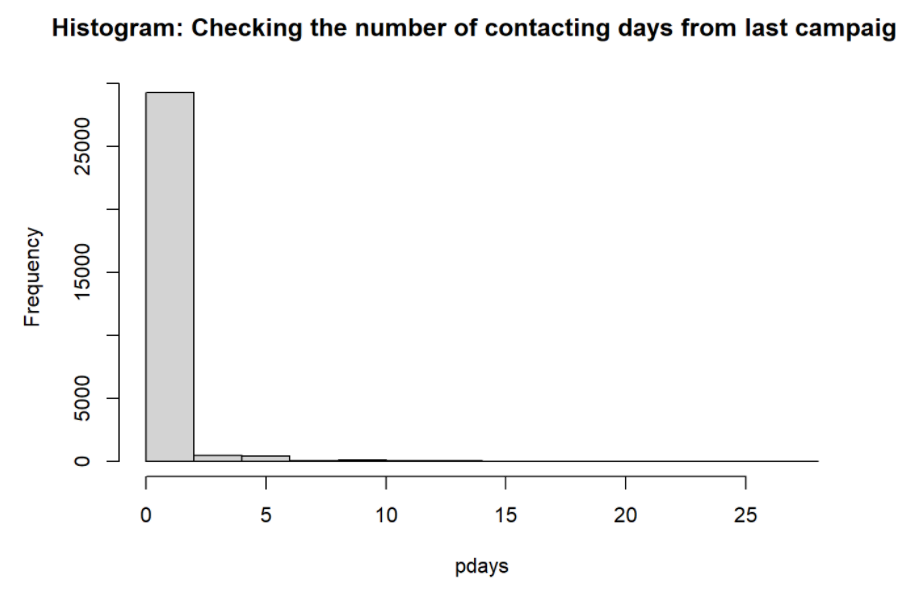 Histogram: Checking the number of contacting days from last campaig
Frequency
25000
15000
5000
0
0 5 10 15 20 25
pdays